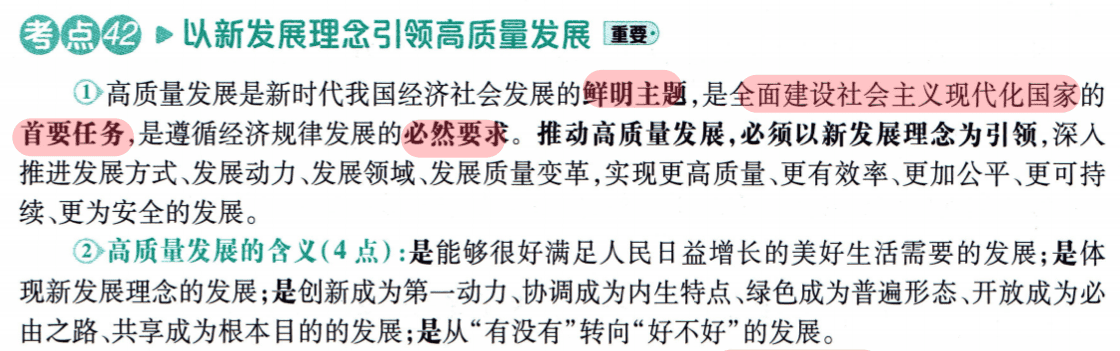 考点42 ▶ 以新发展理念引领高质量发展 重要
①高质量发展是新时代我国经济社会发展的鲜明主题,是全面建设社会主义现代化国家的
首要任务,是遵循经济规律发展的必然要求。推动高质量发展,必须以新发展理念为引领,深入
推进发展方式、发展动力、发展领域、发展质量变革,实现更高质量、更有效率、更加公平、更可持
续、更为安全的发展。
②高质量发展的含义(4点):是能够很好满足人民日益增长的美好生活需要的发展;是体
现新发展理念的发展;是创新成为第一动力、协调成为内生特点、绿色成为普遍形态、开放成为必
由之路、共享成为根本目的的发展;是从“有没有”转向“好不好”的发展。